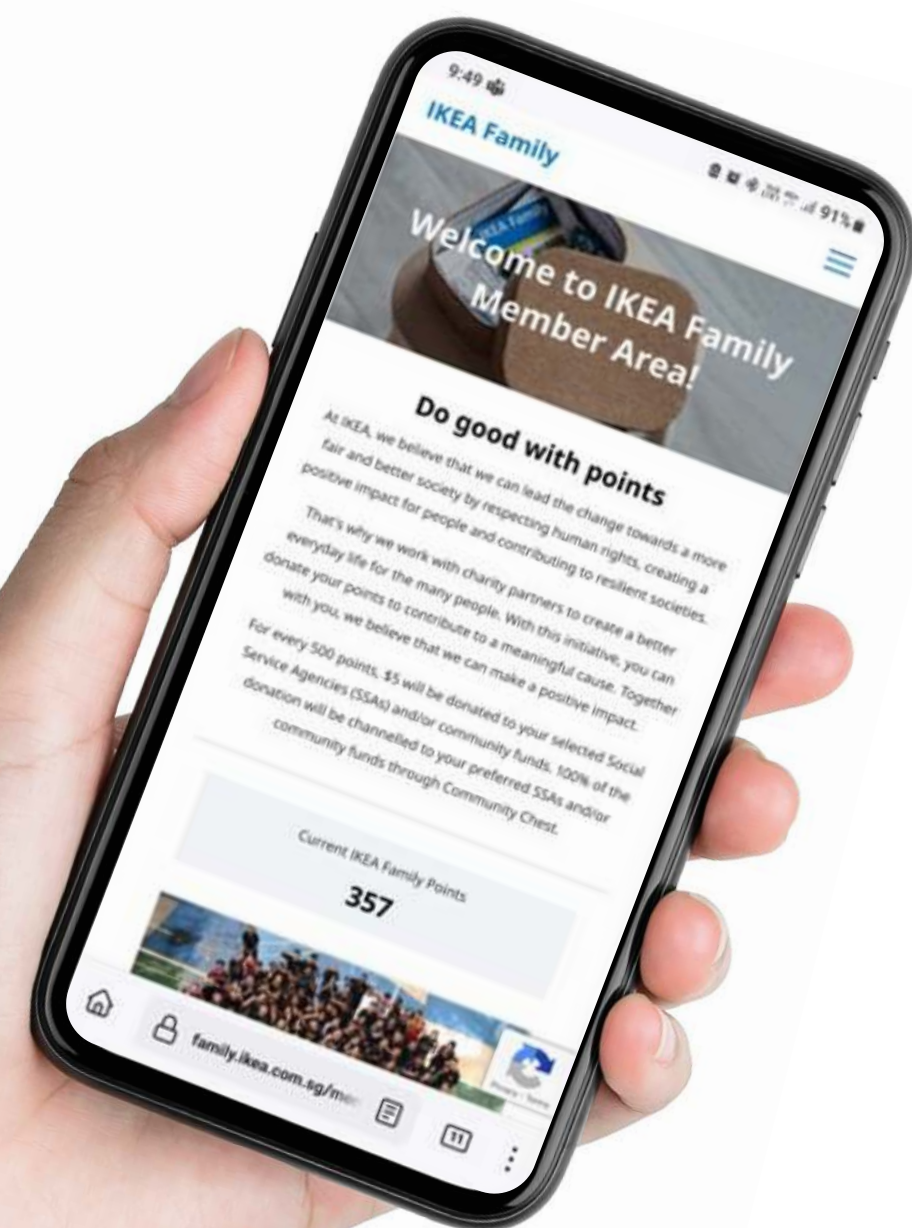 9:49
91%
IKEA Family
IKEA Family
Welcome to IKEA Family
Member Area!
Do good with points
At IKEA, we believe that we can lead the change towards a more
fair and better society by respecting human rights, creating a
positive impact for people and contributing to resilient societies.
That's why we work with charity partners to create a better
everyday life for the many people. With this initiative, you can
donate your points to contribute to a meaningful cause. Together
with you, we believe that we can make a positive impact.
For every 500 points, $5 will be donated to your selected Social
Service Agencies (SSAs) and/or community funds. 100% of the
donation will be channelled to your preferred SSAs and/or
community funds through Community Chest.
Current IKEA Family Points
357
Privacy - Terms
family.ikea.com.sg/me
11